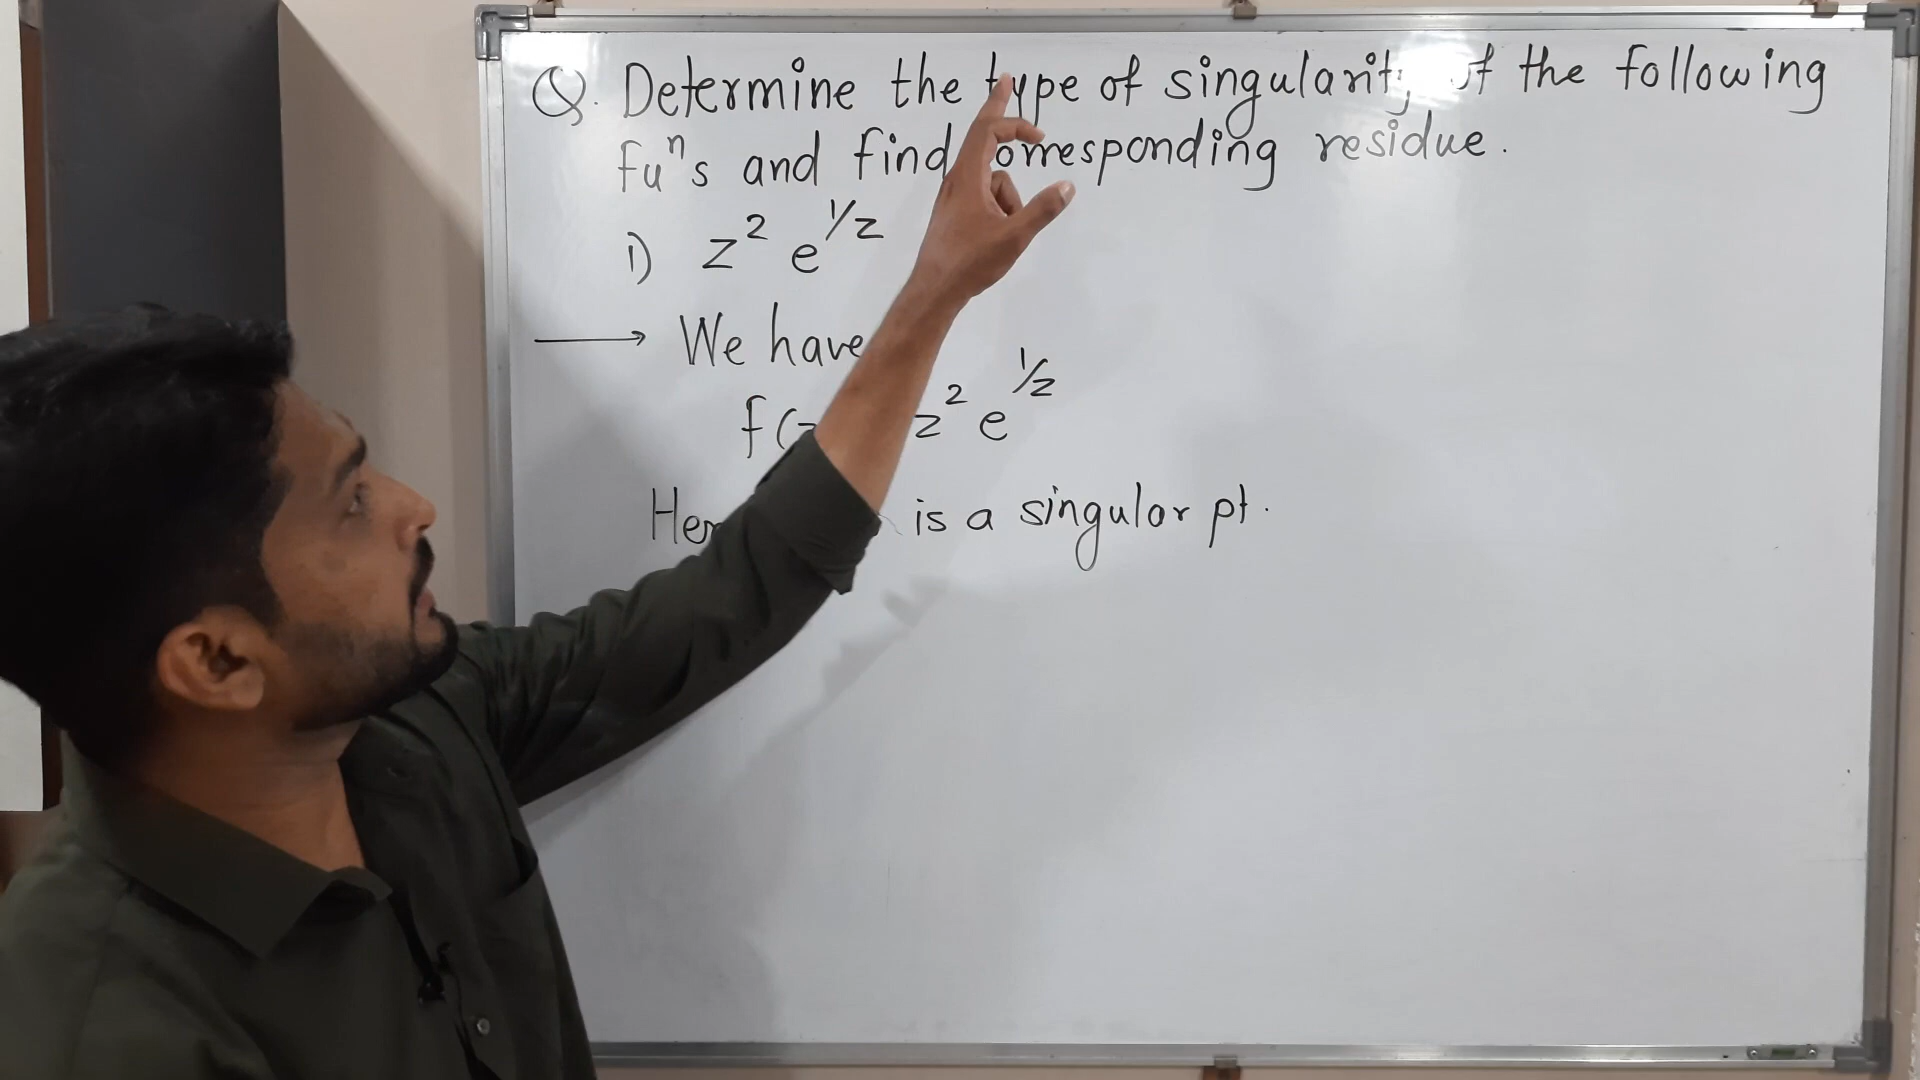 Q. Determine the type of singularity of the following
fuⁿs and find corresponding residue.
1) z² e^1/z
→ We have
f(z z² e^1/z
is a singular pt.